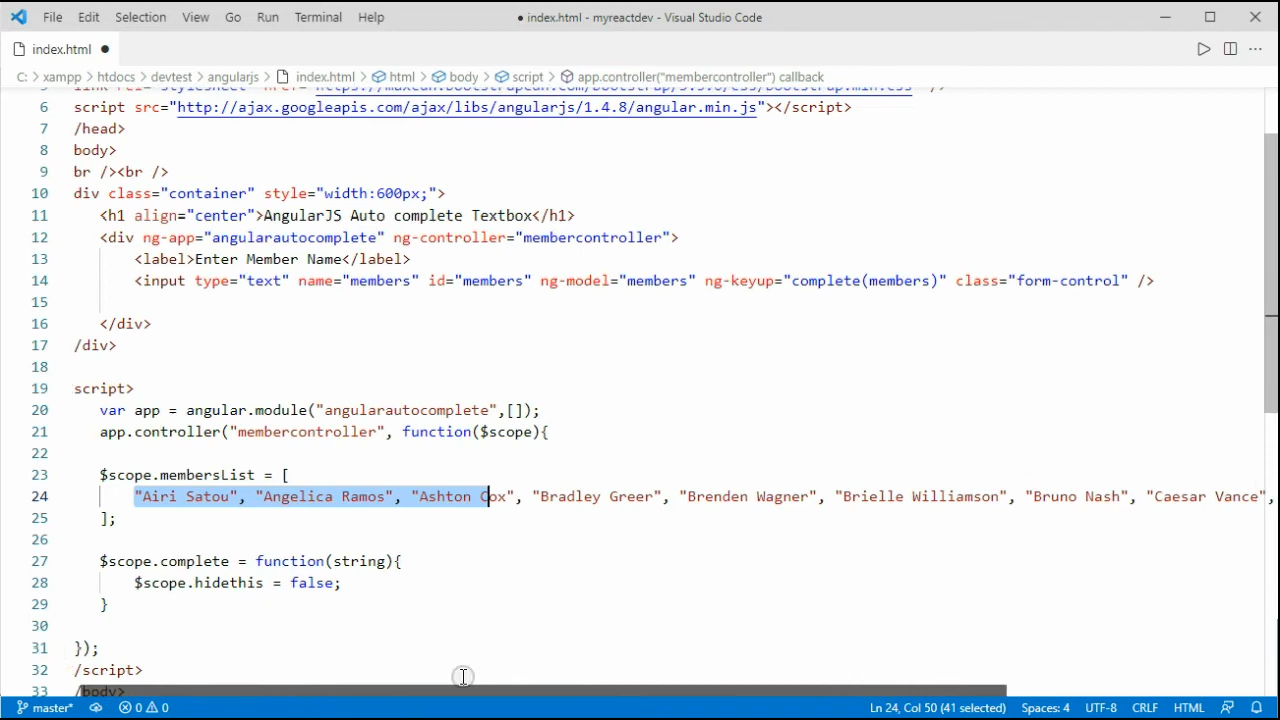 File Edit Selection View Go Run Terminal Help ● index.html - myreactdev - Visual Studio Code
index.html ●
C: > xampp > htdocs > devtest > angularjs > index.html > html > body > script > app.controller("membercontroller") callback
6 script src="http://ajax.googleapis.com/ajax/libs/angularjs/1.4.8/angular.min.js"></script>
7 /head>
8 body>
9 br /><br />
10 div class="container" style="width:600px;">
11 <h1 align="center">AngularJS Auto complete Textbox</h1>
12 <div ng-app="angularautocomplete" ng-controller="membercontroller">
13 <label>Enter Member Name</label>
14 <input type="text" name="members" id="members" ng-model="members" ng-keyup="complete(members)" class="form-control" />
15
16 </div>
17 /div>
18
19 script>
20 var app = angular.module("angularautocomplete",[]);
21 app.controller("membercontroller", function($scope){
22
23 $scope.membersList = [
24 "Airi Satou", "Angelica Ramos", "Ashton Cox", "Bradley Greer", "Brenden Wagner", "Brielle Williamson", "Bruno Nash", "Caesar Vance",
25 ];
26
27 $scope.complete = function(string){
28 $scope.hidethis = false;
29 }
30
31 });
32 /script>
33 /body>
master* 0 0 Ln 24, Col 50 (41 selected) Spaces: 4 UTF-8 CRLF HTML